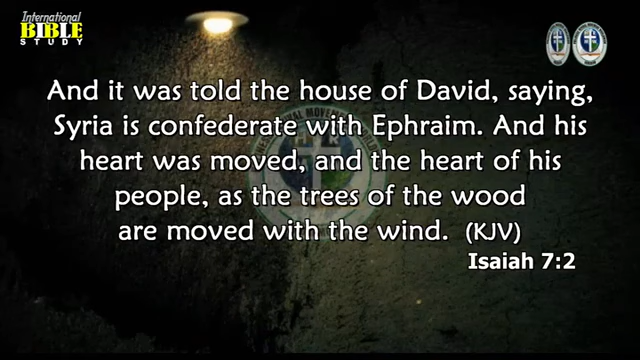 International
BIBLE
STUDY
And it was told the house of David, saying,
Syria is confederate with Ephraim. And his
heart was moved, and the heart of his
people, as the trees of the wood
are moved with the wind. (KJV)
Isaiah 7:2